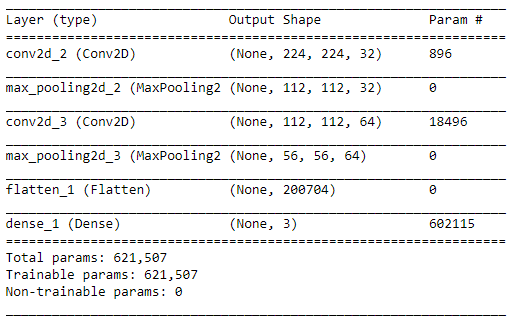 Layer (type) Output Shape Param #
conv2d_2 (Conv2D) (None, 224, 224, 32) 896
max_pooling2d_2 (MaxPooling2 (None, 112, 112, 32) 0
conv2d_3 (Conv2D) (None, 112, 112, 64) 18496
max_pooling2d_3 (MaxPooling2 (None, 56, 56, 64) 0
flatten_1 (Flatten) (None, 200704) 0
dense_1 (Dense) (None, 3) 602115
Total params: 621,507
Trainable params: 621,507
Non-trainable params: 0